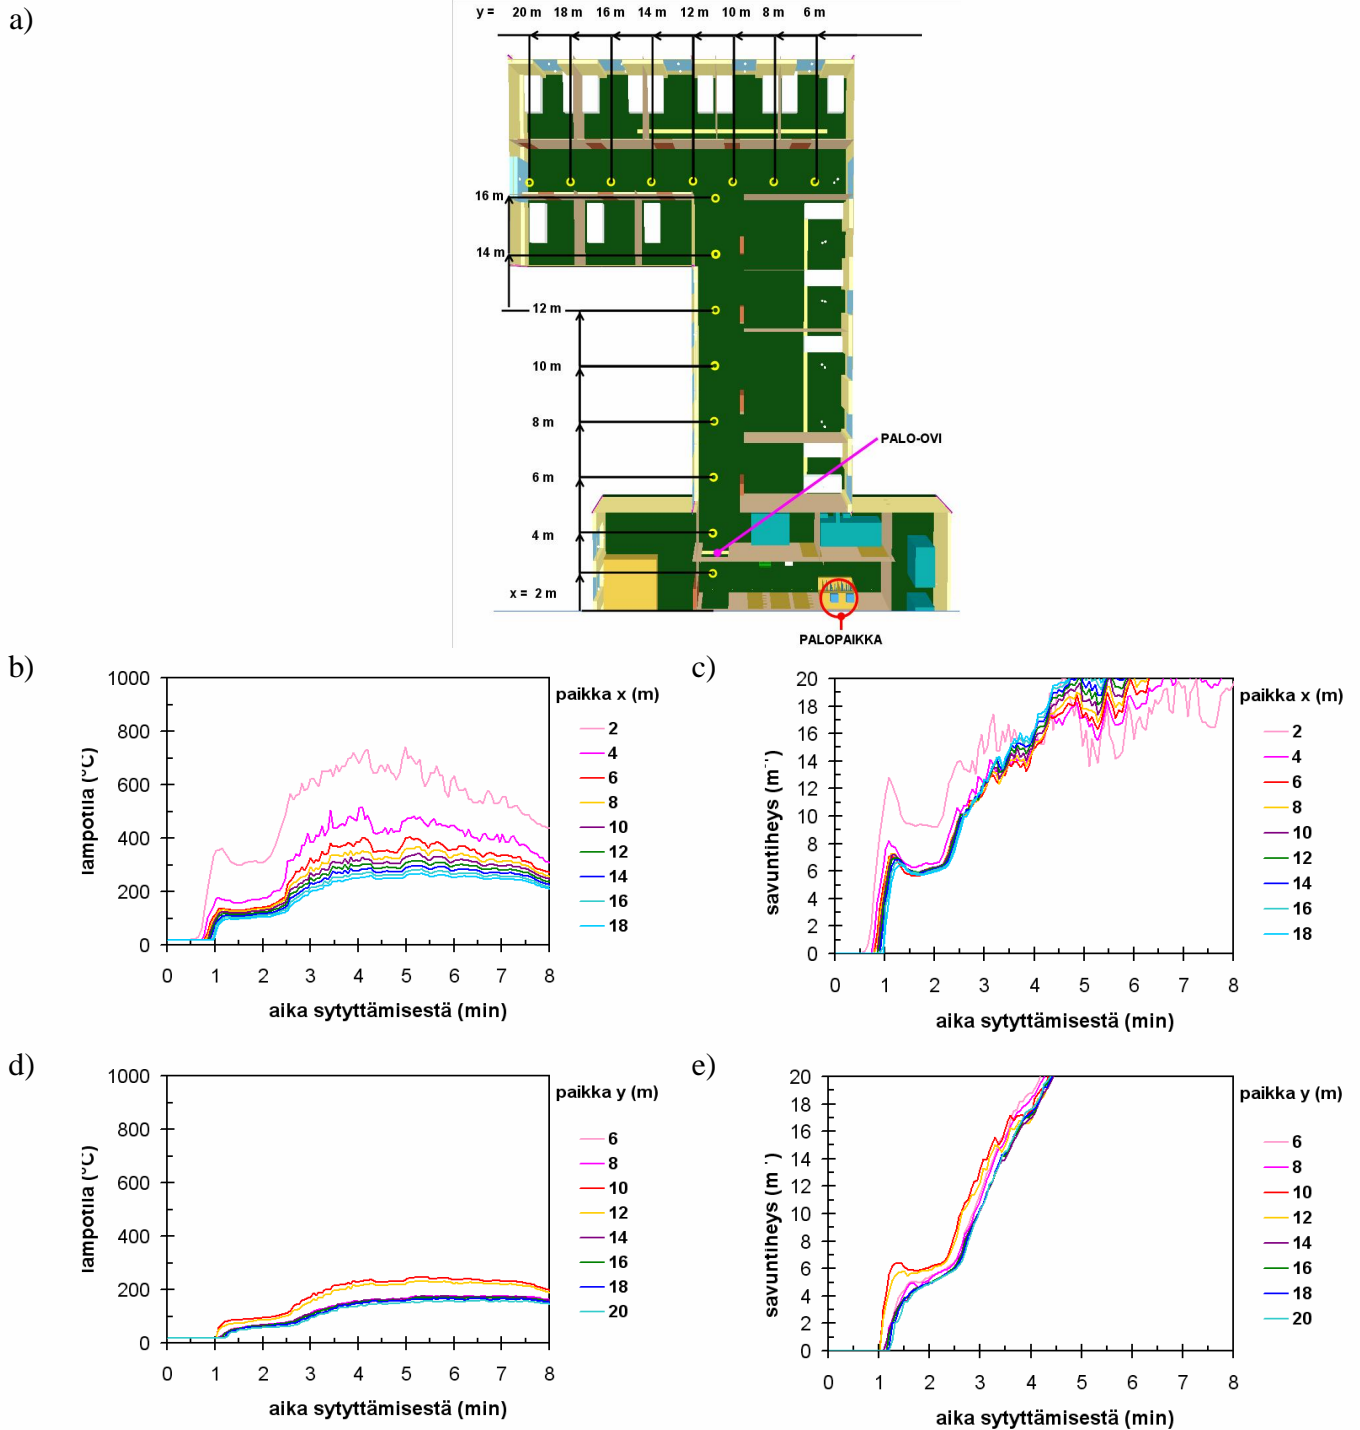 a)
y = 20 m 18 m 16 m 14 m 12 m 10 m 8 m 6 m
16 m
14 m
12 m
10 m
8 m
PALO-OVI
6 m
4 m
x = 2 m
PALOPAIKKA
b)
1000
800
600
400
200
0
lämpötila (°C)
0 1 2 3 4 5 6 7 8
aika sytyttämisestä (min)
paikka x (m)
2
4
6
8
10
12
14
16
18
c)
20
18
16
14
12
10
8
6
4
2
0
savuntiheys (m⁻¹)
0 1 2 3 4 5 6 7 8
aika sytyttämisestä (min)
paikka x (m)
2
4
6
8
10
12
14
16
18
d)
1000
800
600
400
200
0
lämpötila (°C)
0 1 2 3 4 5 6 7 8
aika sytyttämisestä (min)
paikka y (m)
6
8
10
12
14
16
18
20
e)
20
18
16
14
12
10
8
6
4
2
0
savuntiheys (m⁻¹)
0 1 2 3 4 5 6 7 8
aika sytyttämisestä (min)
paikka y (m)
6
8
10
12
14
16
18
20